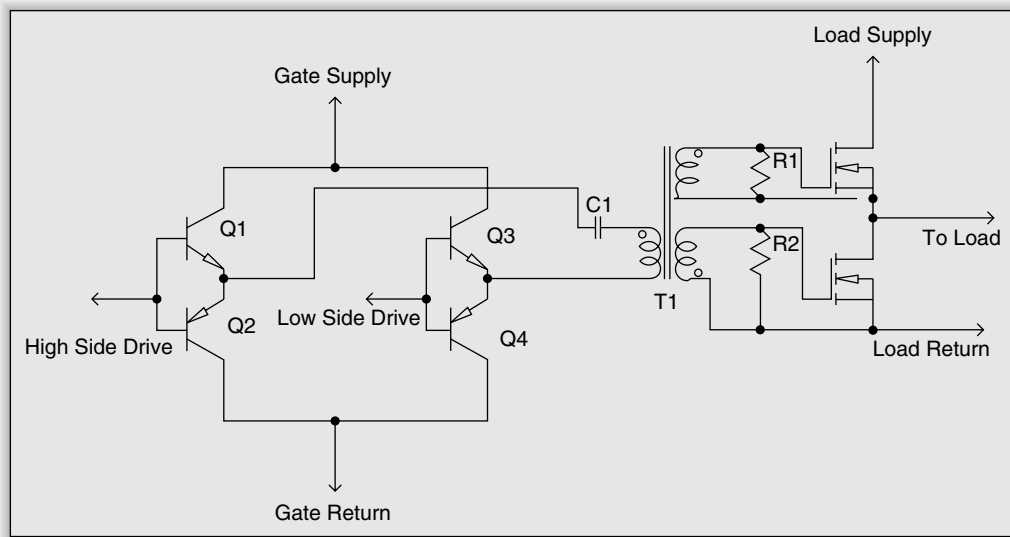 Load Supply
Gate Supply
R1
C1
Q1
Q3
To Load
R2
T1
Low Side Drive
Q2
Q4
High Side Drive
Load Return
Gate Return